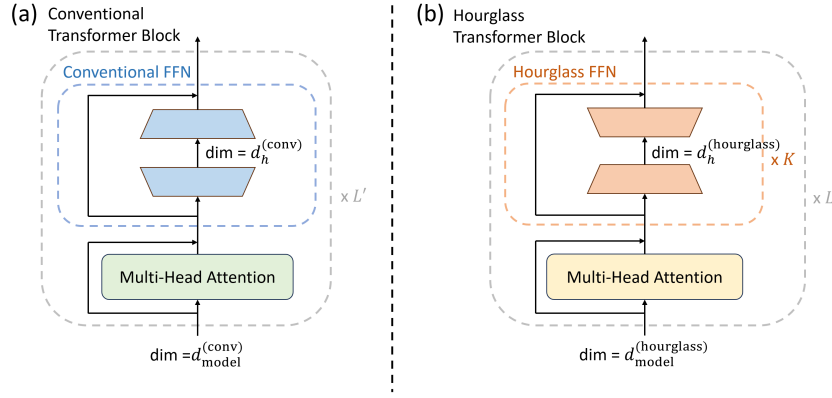 (a) Conventional
Transformer Block
Conventional FFN
dim = d_h^(conv)
x L′
Multi-Head Attention
dim =d_model^(conv)
(b) Hourglass
Transformer Block
Hourglass FFN
dim = d_h^(hourglass)
x K
x L
Multi-Head Attention
dim = d_model^(hourglass)